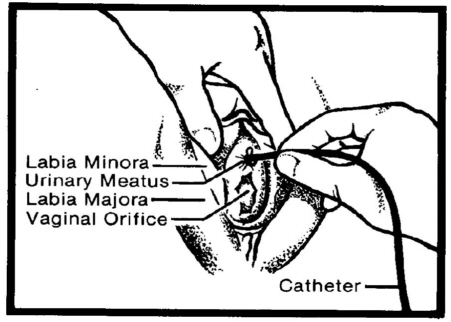 Labia Minora
Urinary Meatus
Labia Majora
Vaginal Orifice
Catheter